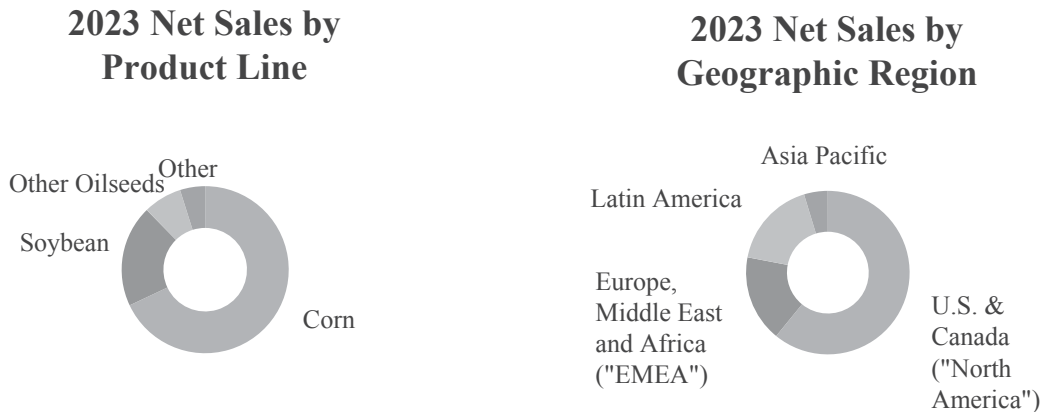 2023 Net Sales by
Product Line
Other
Other Oilseeds
Soybean
Corn
2023 Net Sales by
Geographic Region
Asia Pacific
Latin America
Europe,
Middle East
and Africa
("EMEA")
U.S. &
Canada
("North
America")